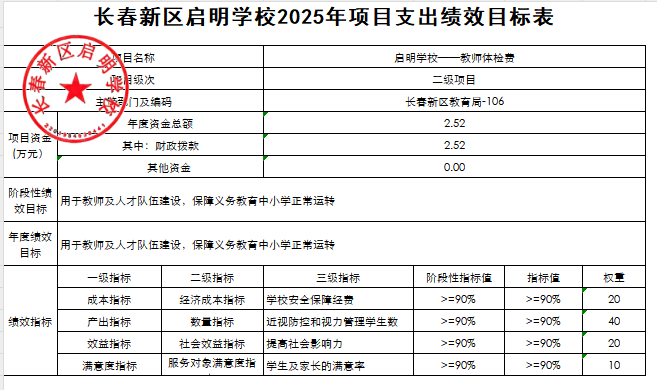 长春新区启明学校2025年项目支出绩效目标表
长春新区启明学校
项目名称 启明学校——教师体检费
项目级次 二级项目
主管部门及编码 长春新区教育局-106
项目资金(万元) 年度资金总额 2.52
其中：财政拨款 2.52
其他资金 0.00
阶段性绩效目标 用于教师及人才队伍建设，保障义务教育中小学正常运转
年度绩效目标 用于教师及人才队伍建设，保障义务教育中小学正常运转
绩效指标 一级指标 二级指标 三级指标 阶段性指标值 指标值 权重
成本指标 经济成本指标 学校安全保障经费 >=90% >=90% 20
产出指标 数量指标 近视防控和视力管理学生数 >=90% >=90% 40
效益指标 社会效益指标 提高社会影响力 >=90% >=90% 20
满意度指标 服务对象满意度指 学生及家长的满意率 >=90% >=90% 10